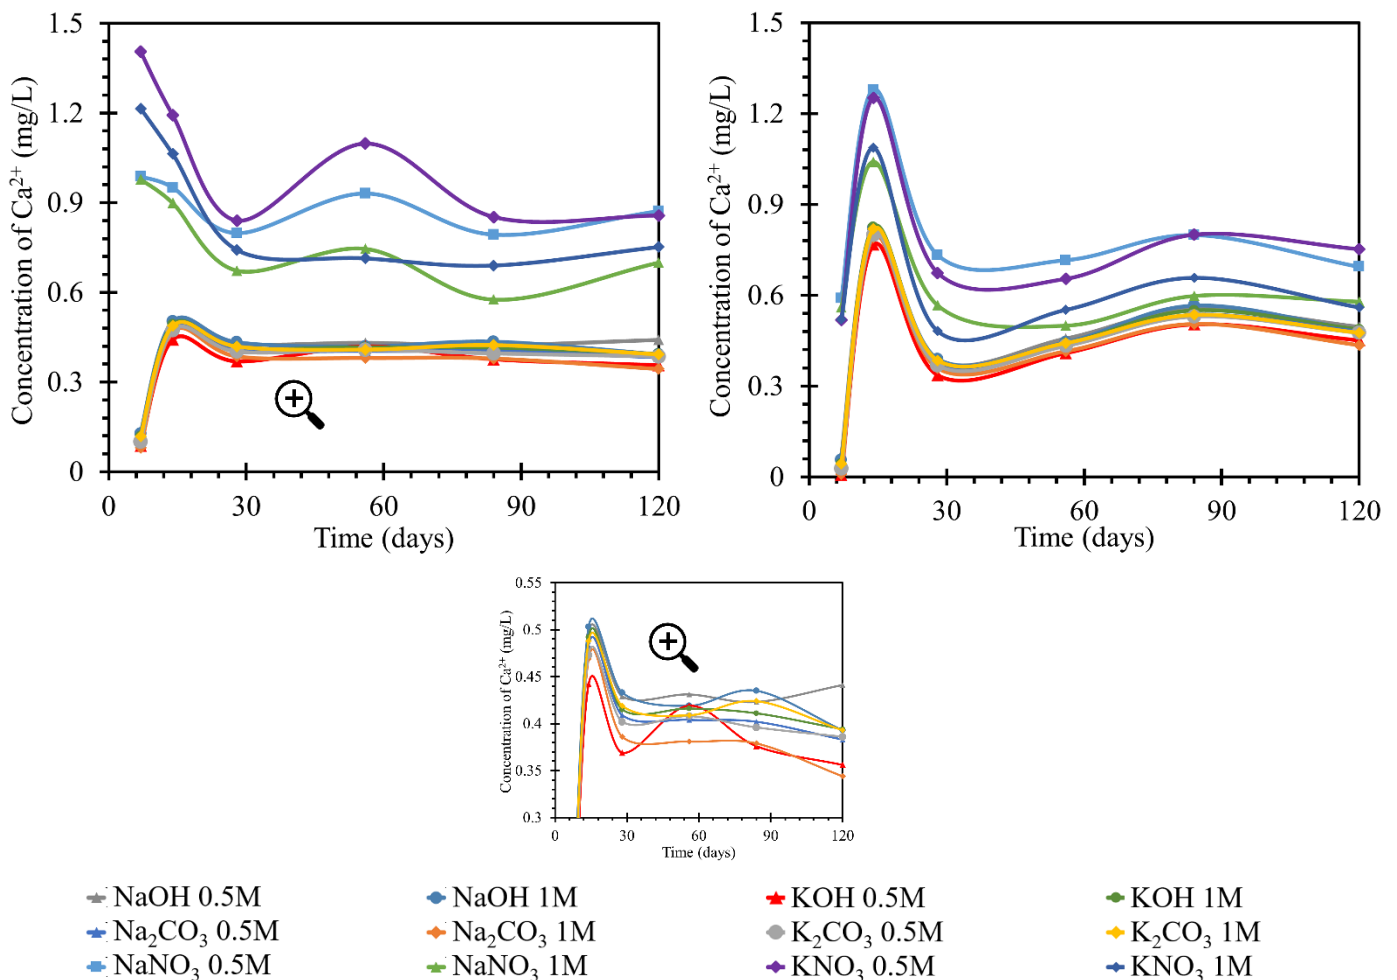 1.5
1.2
0.9
0.6
0.3
0
0 30 60 90 120
Time (days)
Concentration of Ca²⁺ (mg/L)
1.5
1.2
0.9
0.6
0.3
0
0 30 60 90 120
Time (days)
Concentration of Ca²⁺ (mg/L)
0.55
0.5
0.45
0.4
0.35
0.3
0 30 60 90 120
Time (days)
Concentration of Ca²⁺ (mg/L)
NaOH 0.5M NaOH 1M KOH 0.5M KOH 1M
Na₂CO₃ 0.5M Na₂CO₃ 1M K₂CO₃ 0.5M K₂CO₃ 1M
NaNO₃ 0.5M NaNO₃ 1M KNO₃ 0.5M KNO₃ 1M